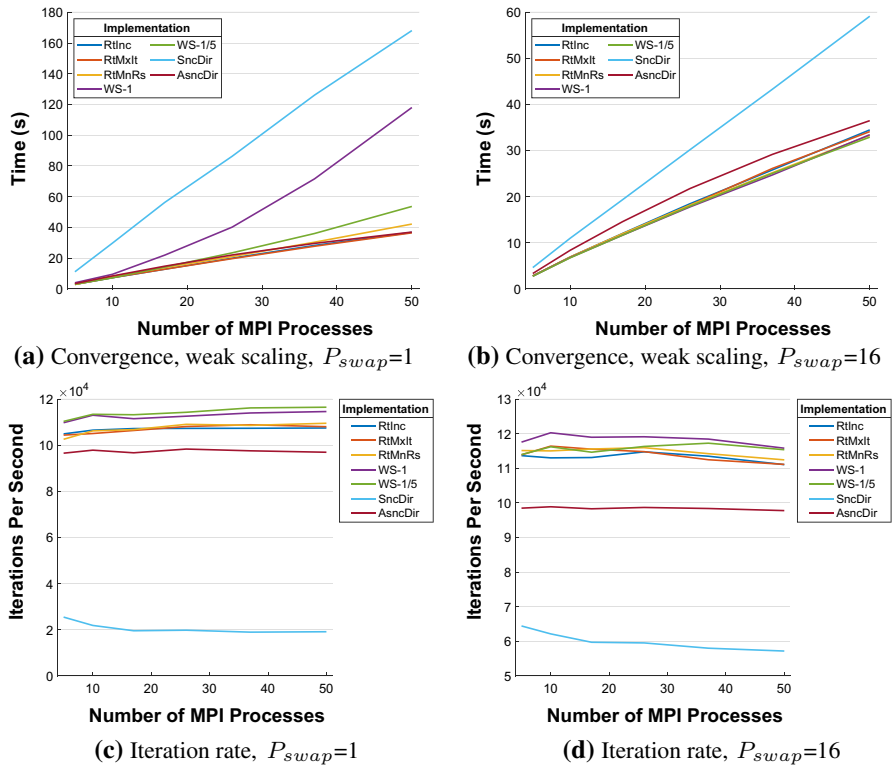 180
160
140
120
100
80
60
40
20
0
Time (s)
Implementation
RtInc
RtMxIt
RtMnRs
WS-1
WS-1/5
SncDir
AsncDir
10
20
30
40
50
Number of MPI Processes
(a) Convergence, weak scaling, P_swap=1
60
50
40
30
20
10
0
Time (s)
Implementation
RtInc
RtMxIt
RtMnRs
WS-1
WS-1/5
SncDir
AsncDir
10
20
30
40
50
Number of MPI Processes
(b) Convergence, weak scaling, P_swap=16
×10^4
12
10
8
6
4
2
0
Iterations Per Second
10
20
30
40
50
Number of MPI Processes
Implementation
RtInc
RtMxIt
RtMnRs
WS-1
WS-1/5
SncDir
AsncDir
(c) Iteration rate, P_swap=1
×10^4
13
12
11
10
9
8
7
6
5
Iterations Per Second
10
20
30
40
50
Number of MPI Processes
Implementation
RtInc
RtMxIt
RtMnRs
WS-1
WS-1/5
SncDir
AsncDir
(d) Iteration rate, P_swap=16